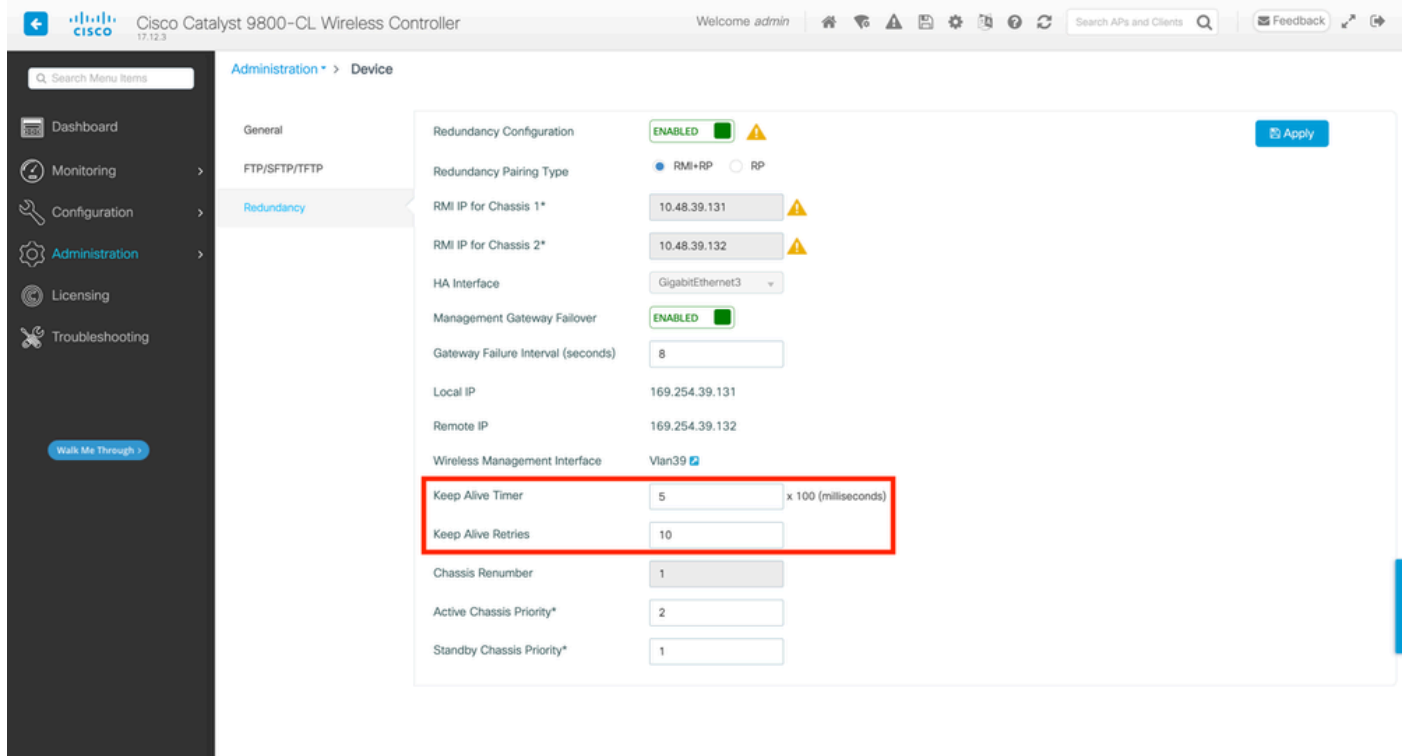 Cisco Catalyst 9800-CL Wireless Controller
Welcome admin
Search APs and Clients
Feedback
CISCO
17.12.3
Search Menu Items
Administration > Device
Dashboard
Monitoring >
Configuration >
Administration >
Licensing
Troubleshooting
Walk Me Through >
General
FTP/SFTP/TFTP
Redundancy
Redundancy Configuration ENABLED
Apply
Redundancy Pairing Type RMI+RP RP
RMI IP for Chassis 1* 10.48.39.131
RMI IP for Chassis 2* 10.48.39.132
HA Interface GigabitEthernet3
Management Gateway Failover ENABLED
Gateway Failure Interval (seconds) 8
Local IP 169.254.39.131
Remote IP 169.254.39.132
Wireless Management Interface Vlan39
Keep Alive Timer 5 x 100 (milliseconds)
Keep Alive Retries 10
Chassis Renumber 1
Active Chassis Priority* 2
Standby Chassis Priority* 1